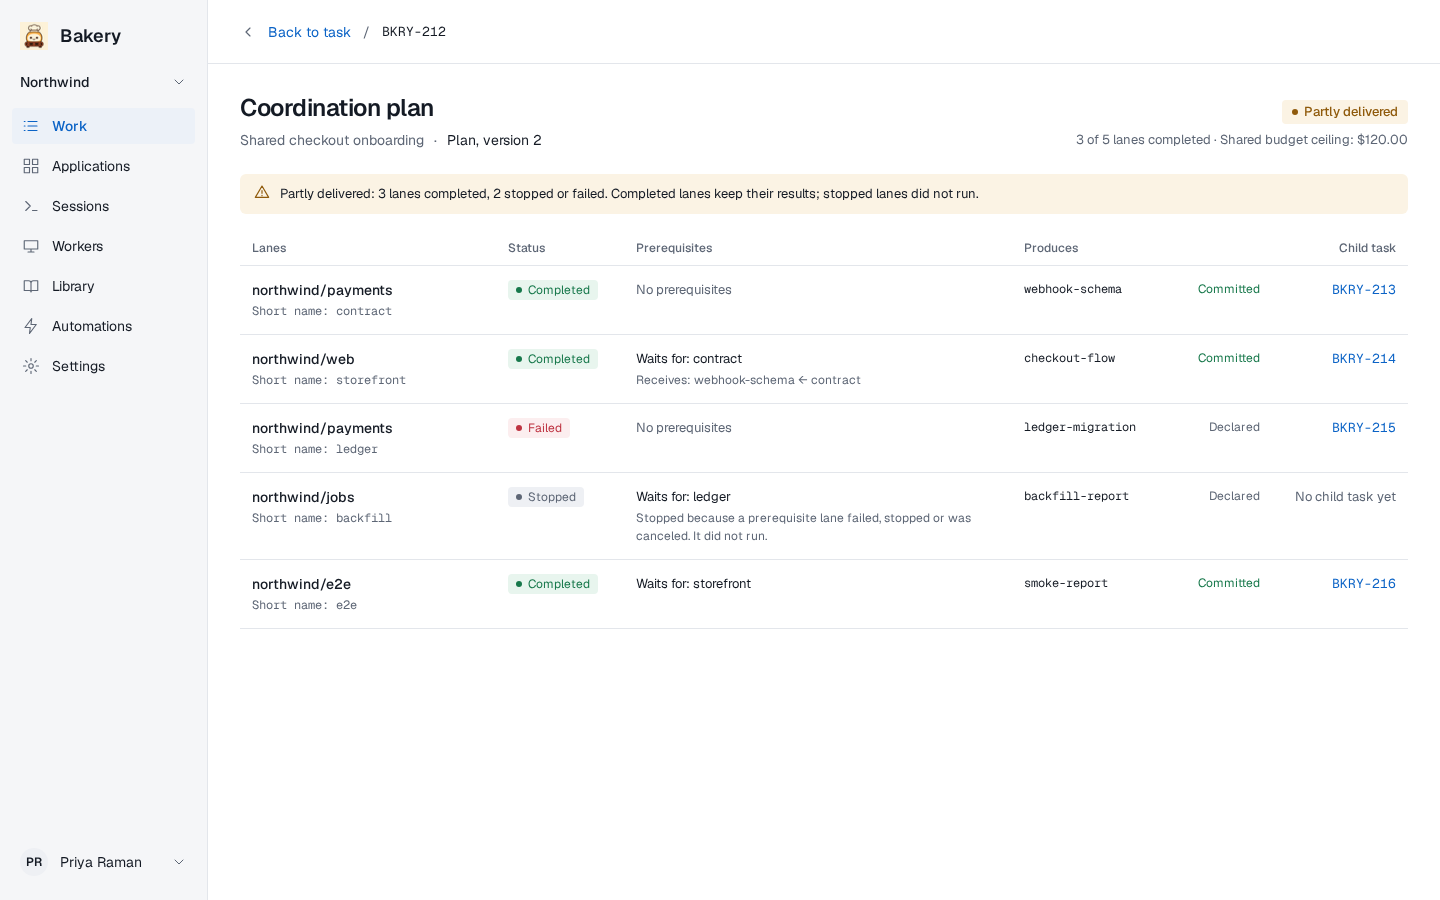 Bakery
Northwind
Work
Applications
Sessions
Workers
Library
Automations
Settings
PR Priya Raman
Back to task / BKRY-212
Coordination plan
Partly delivered
Shared checkout onboarding · Plan, version 2
3 of 5 lanes completed · Shared budget ceiling: $120.00
Partly delivered: 3 lanes completed, 2 stopped or failed. Completed lanes keep their results; stopped lanes did not run.
Lanes Status Prerequisites Produces Child task
northwind/payments Completed No prerequisites webhook-schema Committed BKRY-213
Short name: contract
northwind/web Completed Waits for: contract checkout-flow Committed BKRY-214
Short name: storefront Receives: webhook-schema ← contract
northwind/payments Failed No prerequisites ledger-migration Declared BKRY-215
Short name: ledger
northwind/jobs Stopped Waits for: ledger backfill-report Declared No child task yet
Short name: backfill Stopped because a prerequisite lane failed, stopped or was
canceled. It did not run.
northwind/e2e Completed Waits for: storefront smoke-report Committed BKRY-216
Short name: e2e